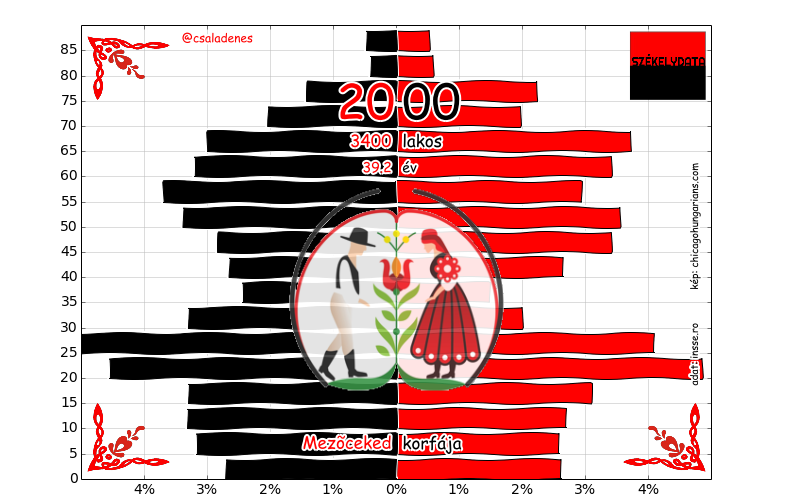 @csaladenes
SZÉKELYDATA
2000
3400 lakos
39.2 év
kép: chicagohungarians.com
adat: insse.ro
Mezőceked korfája
85
80
75
70
65
60
55
50
45
40
35
30
25
20
15
10
5
0
4% 3% 2% 1% 0% 1% 2% 3% 4%